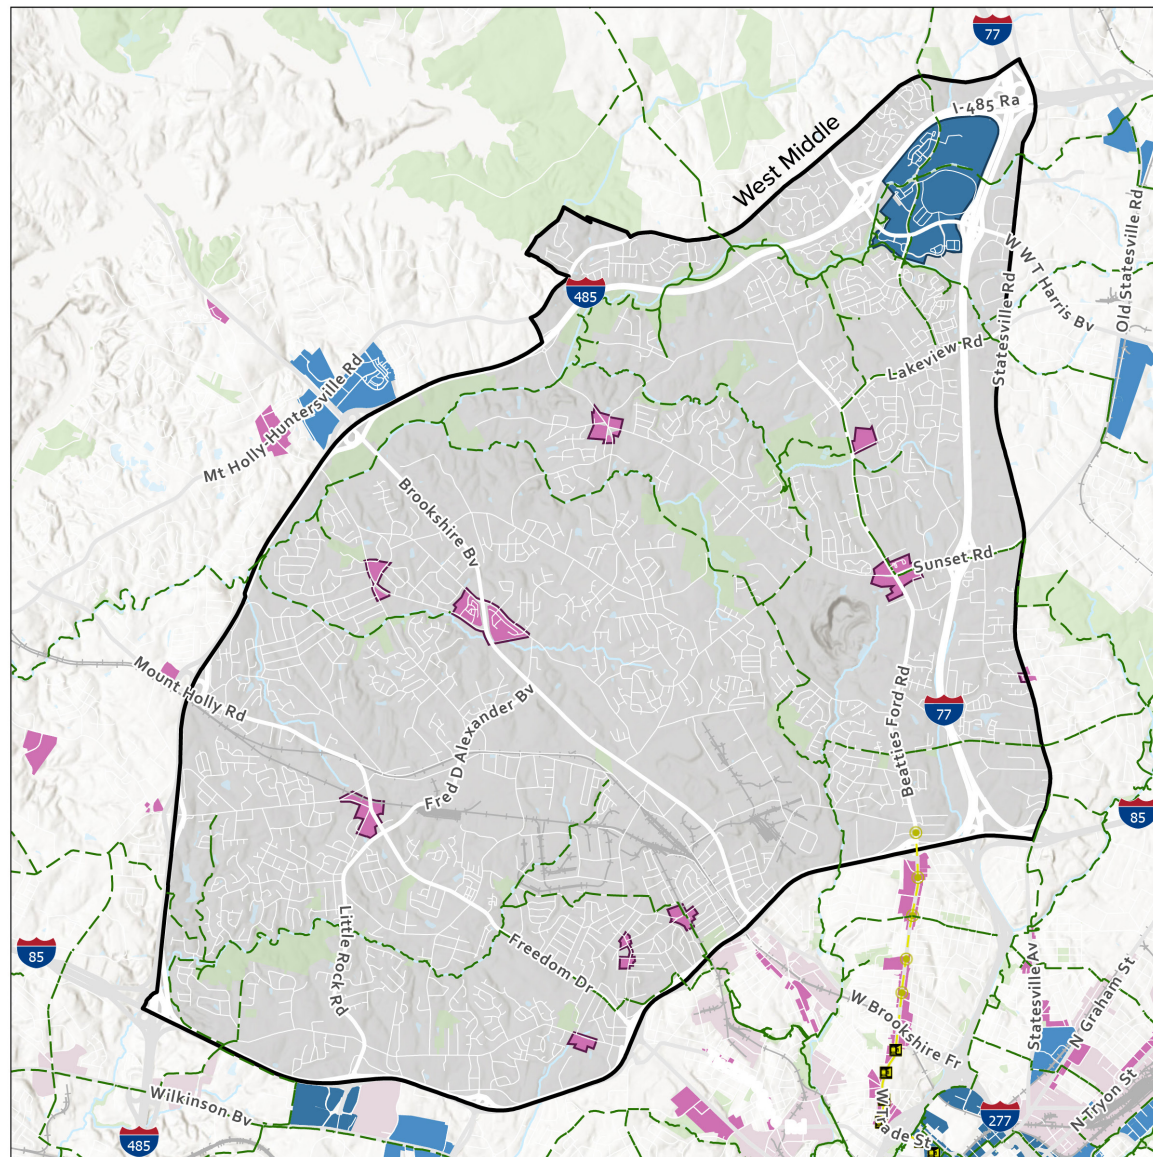 77
I-485 Ra
West Middle
W WT Harris Bv
Old Statesville Rd
Statesville Rd
485
Lakeview Rd
Mt Holly-Huntersville Rd
Brookshire Bv
Sunset Rd
Mount Holly Rd
Fred D Alexander Bv
Beatties Ford Rd
77
85
Little Rock Rd
Freedom Dr
85
W Brookshire Fr
Statesville Av
N Graham St
Wilkinson Bv
N Tryon St
W Trade St
277
485